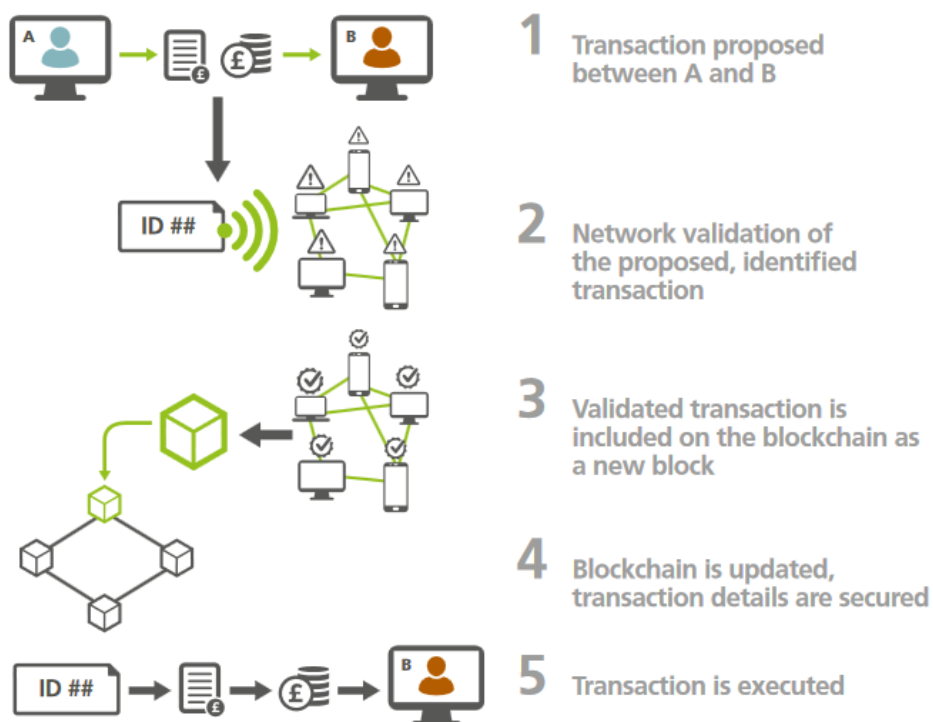 A
£
£
B
1
Transaction proposed
between A and B
ID ##
2
Network validation of
the proposed, identified
transaction
3
Validated transaction is
included on the blockchain as
a new block
4
Blockchain is updated,
transaction details are secured
ID ##
£
£
B
5
Transaction is executed